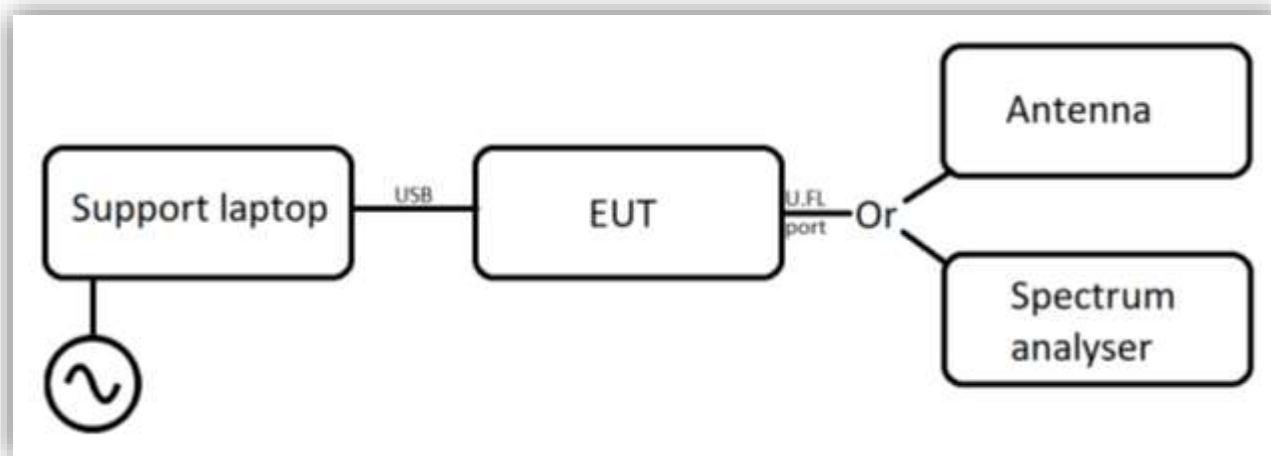 Antenna
Support laptop
USB
EUT
U.FL
port
Or
Spectrum
analyser